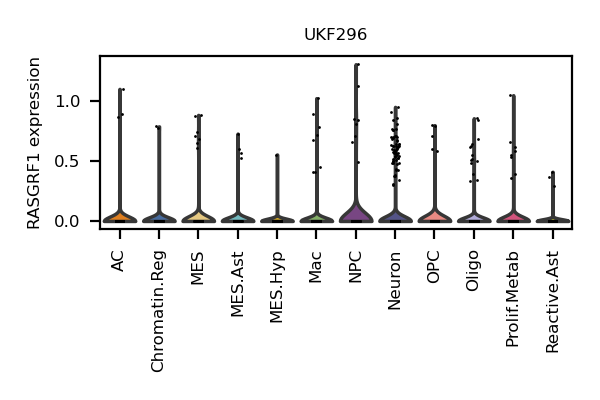 UKF296
RASGRF1 expression
1.0
0.5
0.0
AC
Chromatin.Reg
MES
MES.Ast
MES.Hyp
Mac
NPC
Neuron
OPC
Oligo
Prolif.Metab
Reactive.Ast